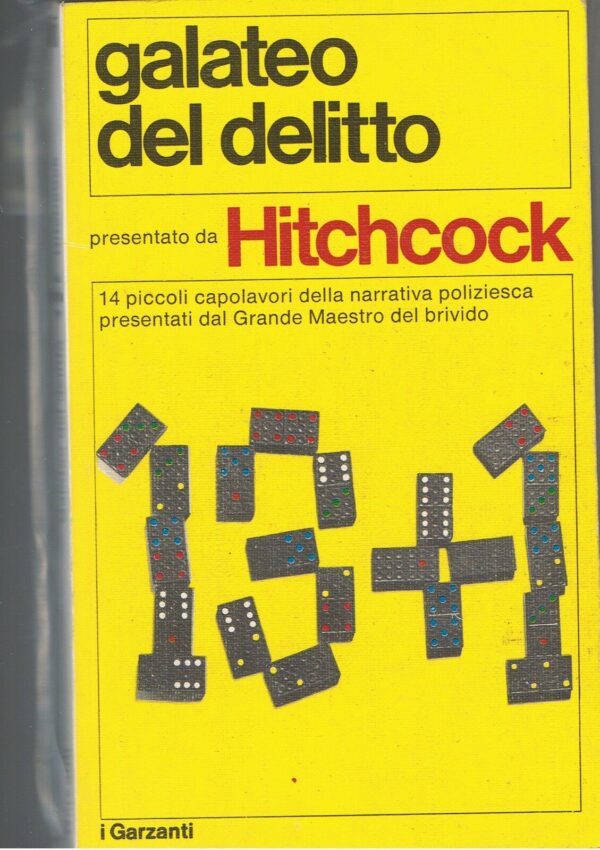 galateo
del delitto
presentato da Hitchcock
14 piccoli capolavori della narrativa poliziesca
presentati dal Grande Maestro del brivido
13+1
i Garzanti